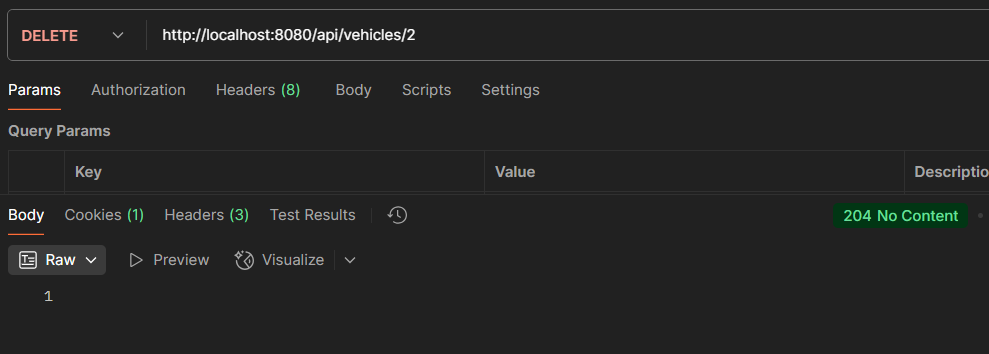 DELETE http://localhost:8080/api/vehicles/2
Params Authorization Headers (8) Body Scripts Settings
Query Params
Key Value Descriptio
Body Cookies (1) Headers (3) Test Results 204 No Content
Raw Preview Visualize
1